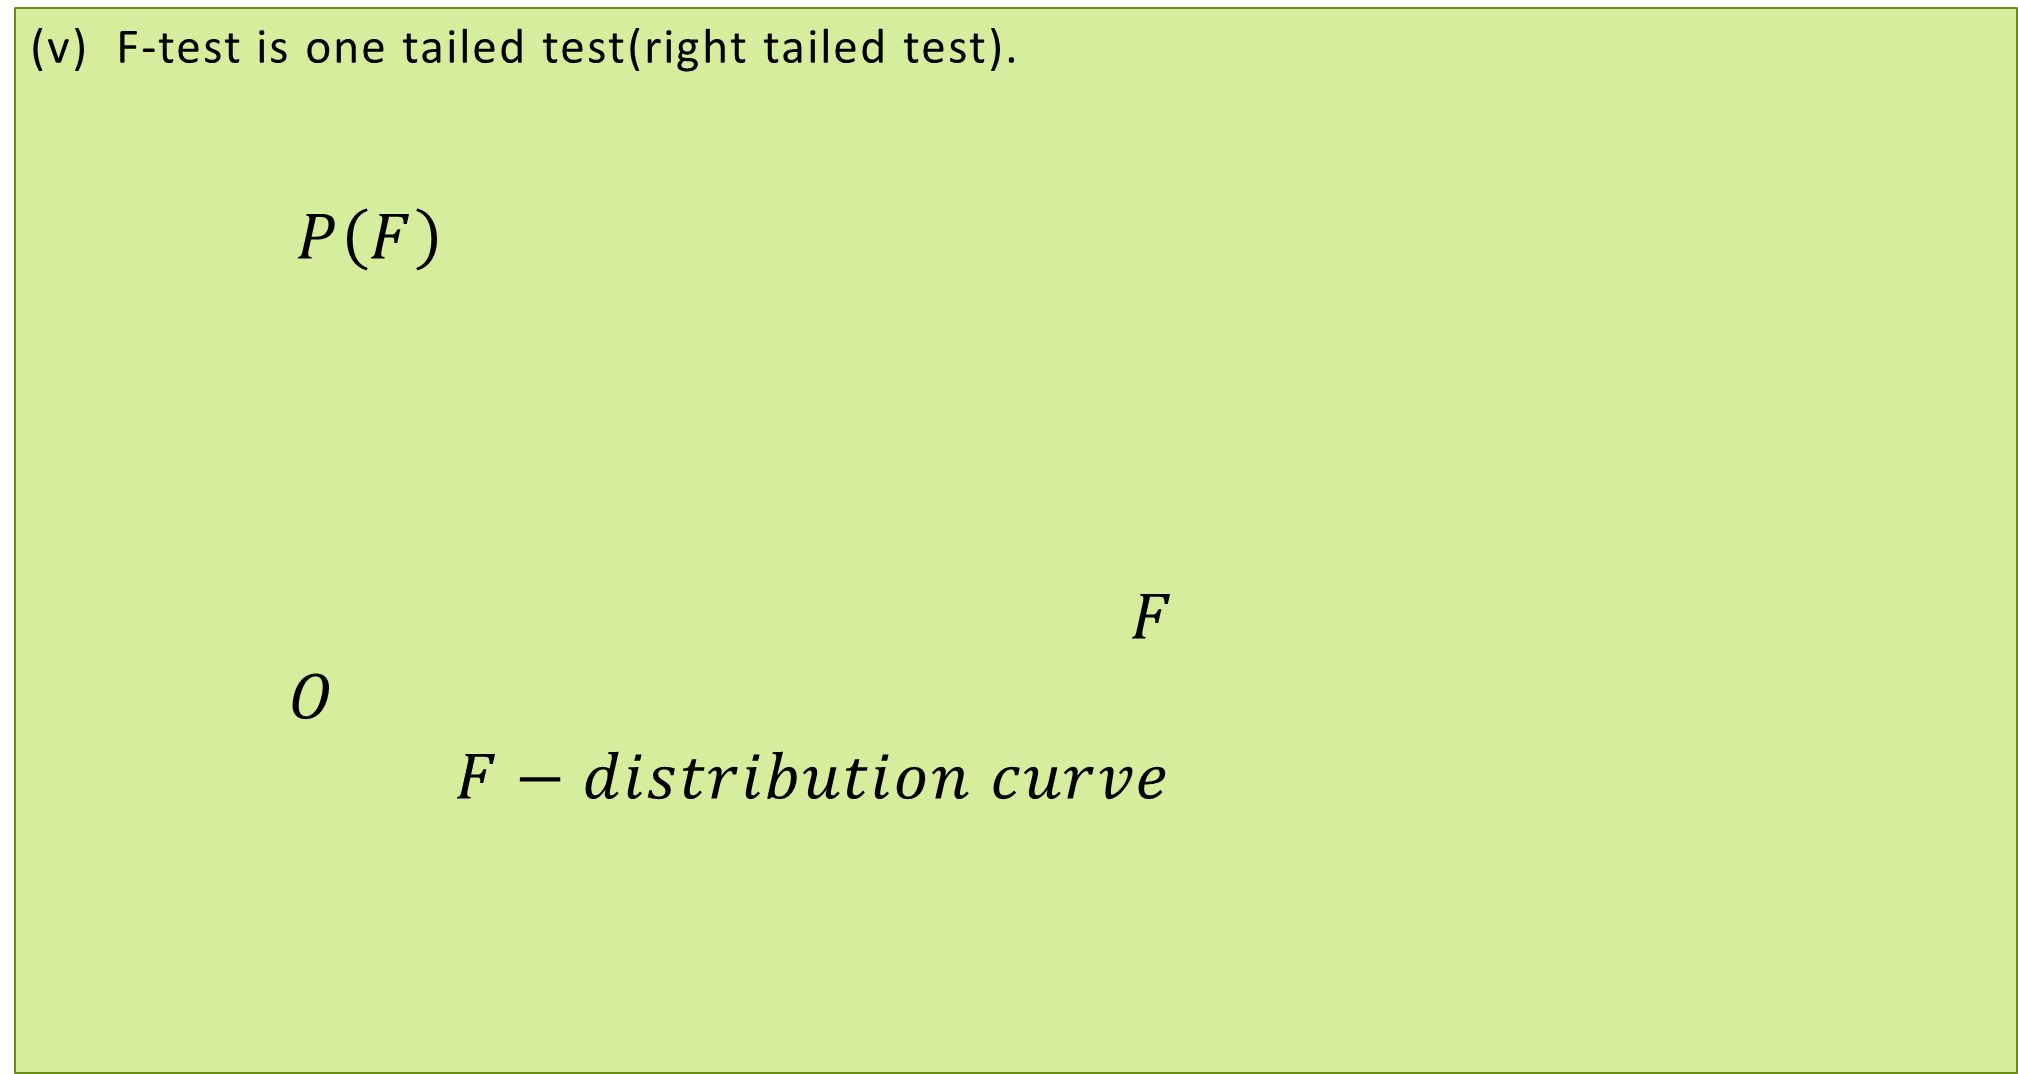 (v) F-test is one tailed test(right tailed test).
P(F)
F
O
F − distribution curve